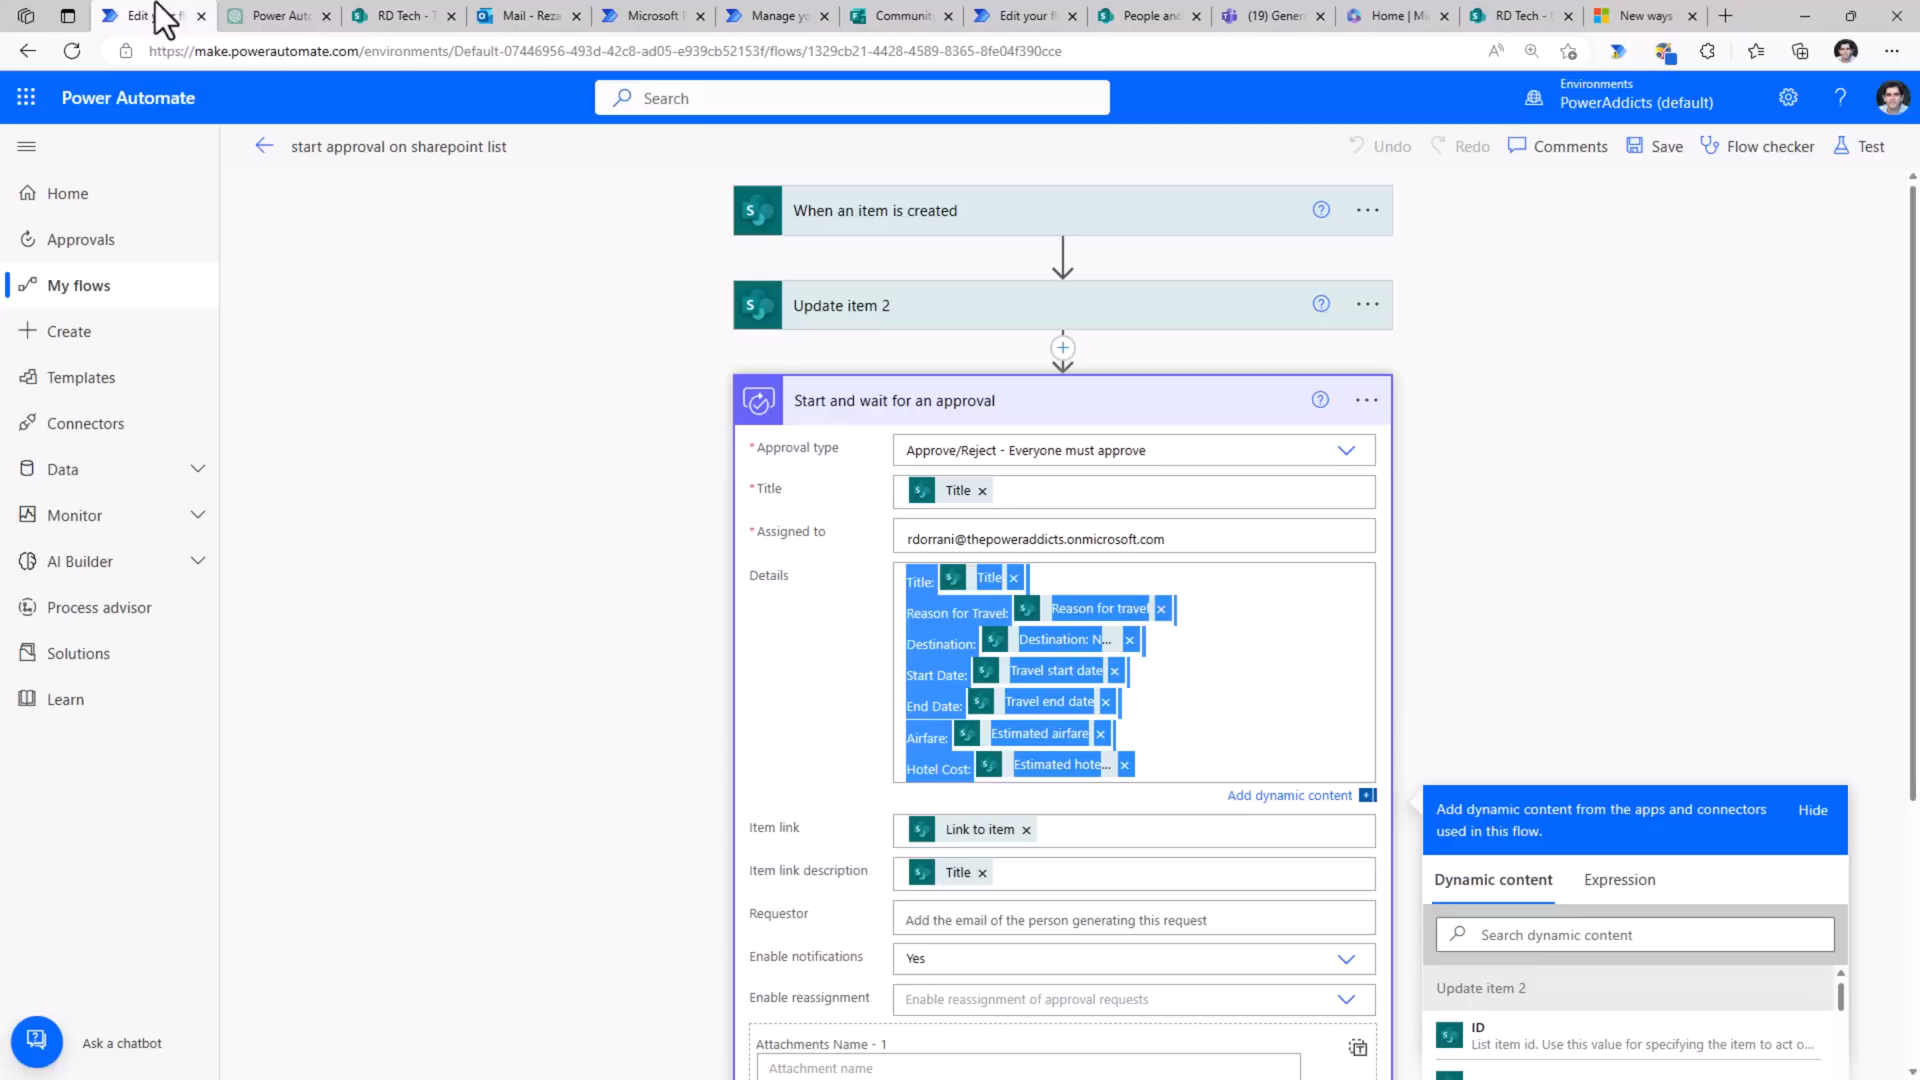 Edit your fl
Power Auto
RD Tech - T
Mail - Reza
Microsoft F
Manage yo
Community
Edit your fl
People and
(19) Gener
Home | Mi
RD Tech -
New ways
https://make.powerautomate.com/environments/Default-07446956-493d-42c8-ad05-e939cb52153f/flows/1329cb21-4428-4589-8365-8fe04f390cce
Power Automate
Search
Environments
PowerAddicts (default)
start approval on sharepoint list
Undo
Redo
Comments
Save
Flow checker
Test
Home
Approvals
My flows
Create
Templates
Connectors
Data
Monitor
AI Builder
Process advisor
Solutions
Learn
Ask a chatbot
When an item is created
Update item 2
Start and wait for an approval
* Approval type
Approve/Reject - Everyone must approve
* Title
Title
* Assigned to
rdorrani@thepoweraddicts.onmicrosoft.com
Details
Title: Title
Reason for Travel: Reason for travel
Destination: Destination: N...
Start Date: Travel start date
End Date: Travel end date
Airfare: Estimated airfare
Hotel Cost: Estimated hote...
Add dynamic content
Item link
Link to item
Item link description
Title
Requestor
Add the email of the person generating this request
Enable notifications
Yes
Enable reassignment
Enable reassignment of approval requests
Attachments Name - 1
Attachment name
Add dynamic content from the apps and connectors
used in this flow.
Hide
Dynamic content
Expression
Search dynamic content
Update item 2
ID
List item id. Use this value for specifying the item to act o...